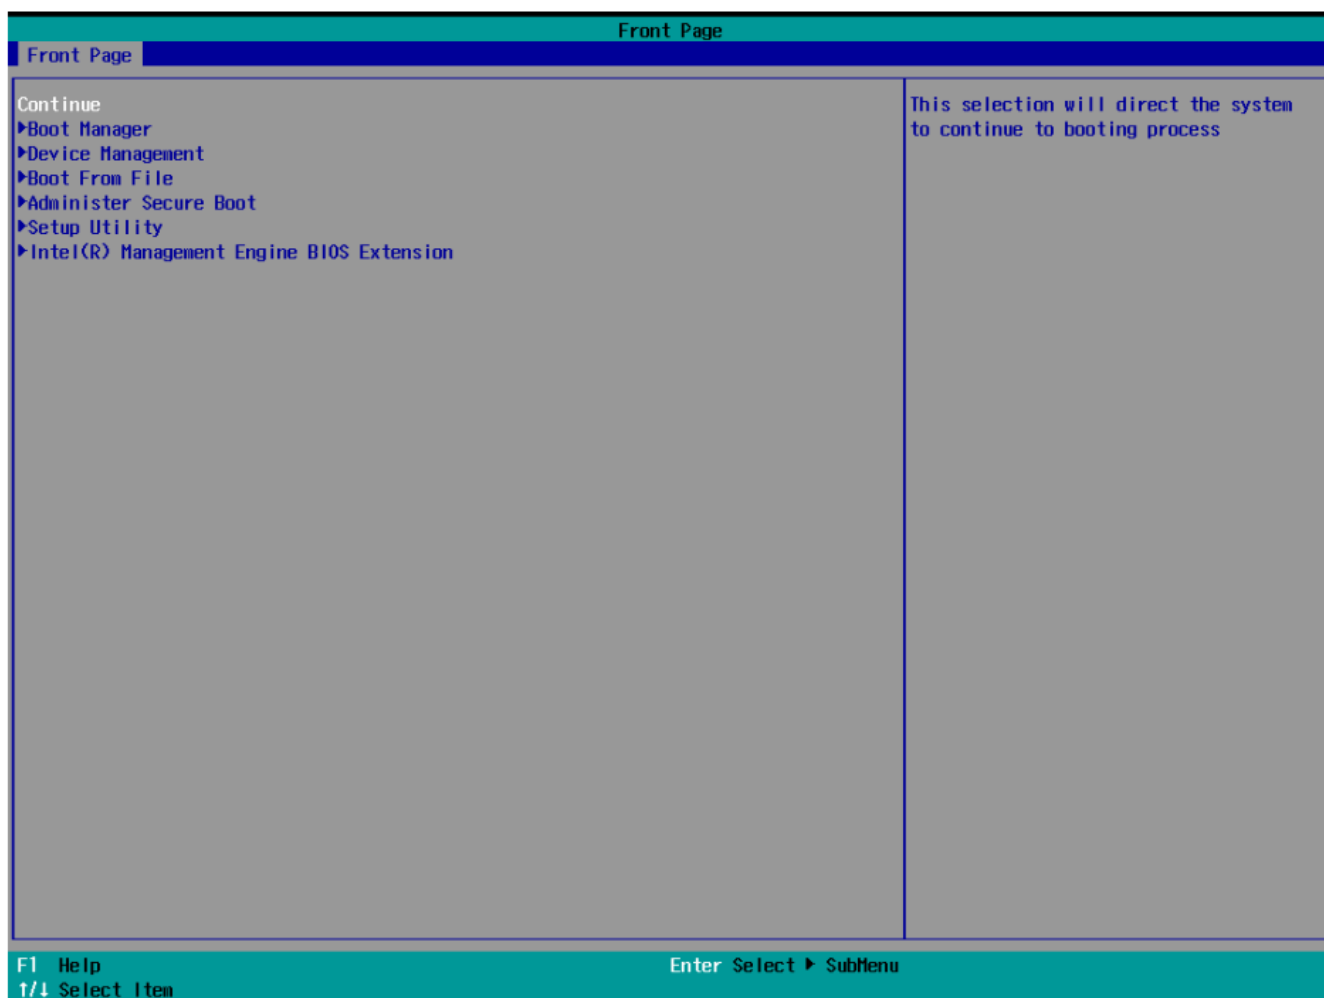 Front Page
Front Page
Continue
▶Boot Manager
▶Device Management
▶Boot From File
▶Administer Secure Boot
▶Setup Utility
▶Intel(R) Management Engine BIOS Extension
This selection will direct the system
to continue to booting process
F1 Help
Enter Select ▶ SubMenu
↑/↓ Select Item